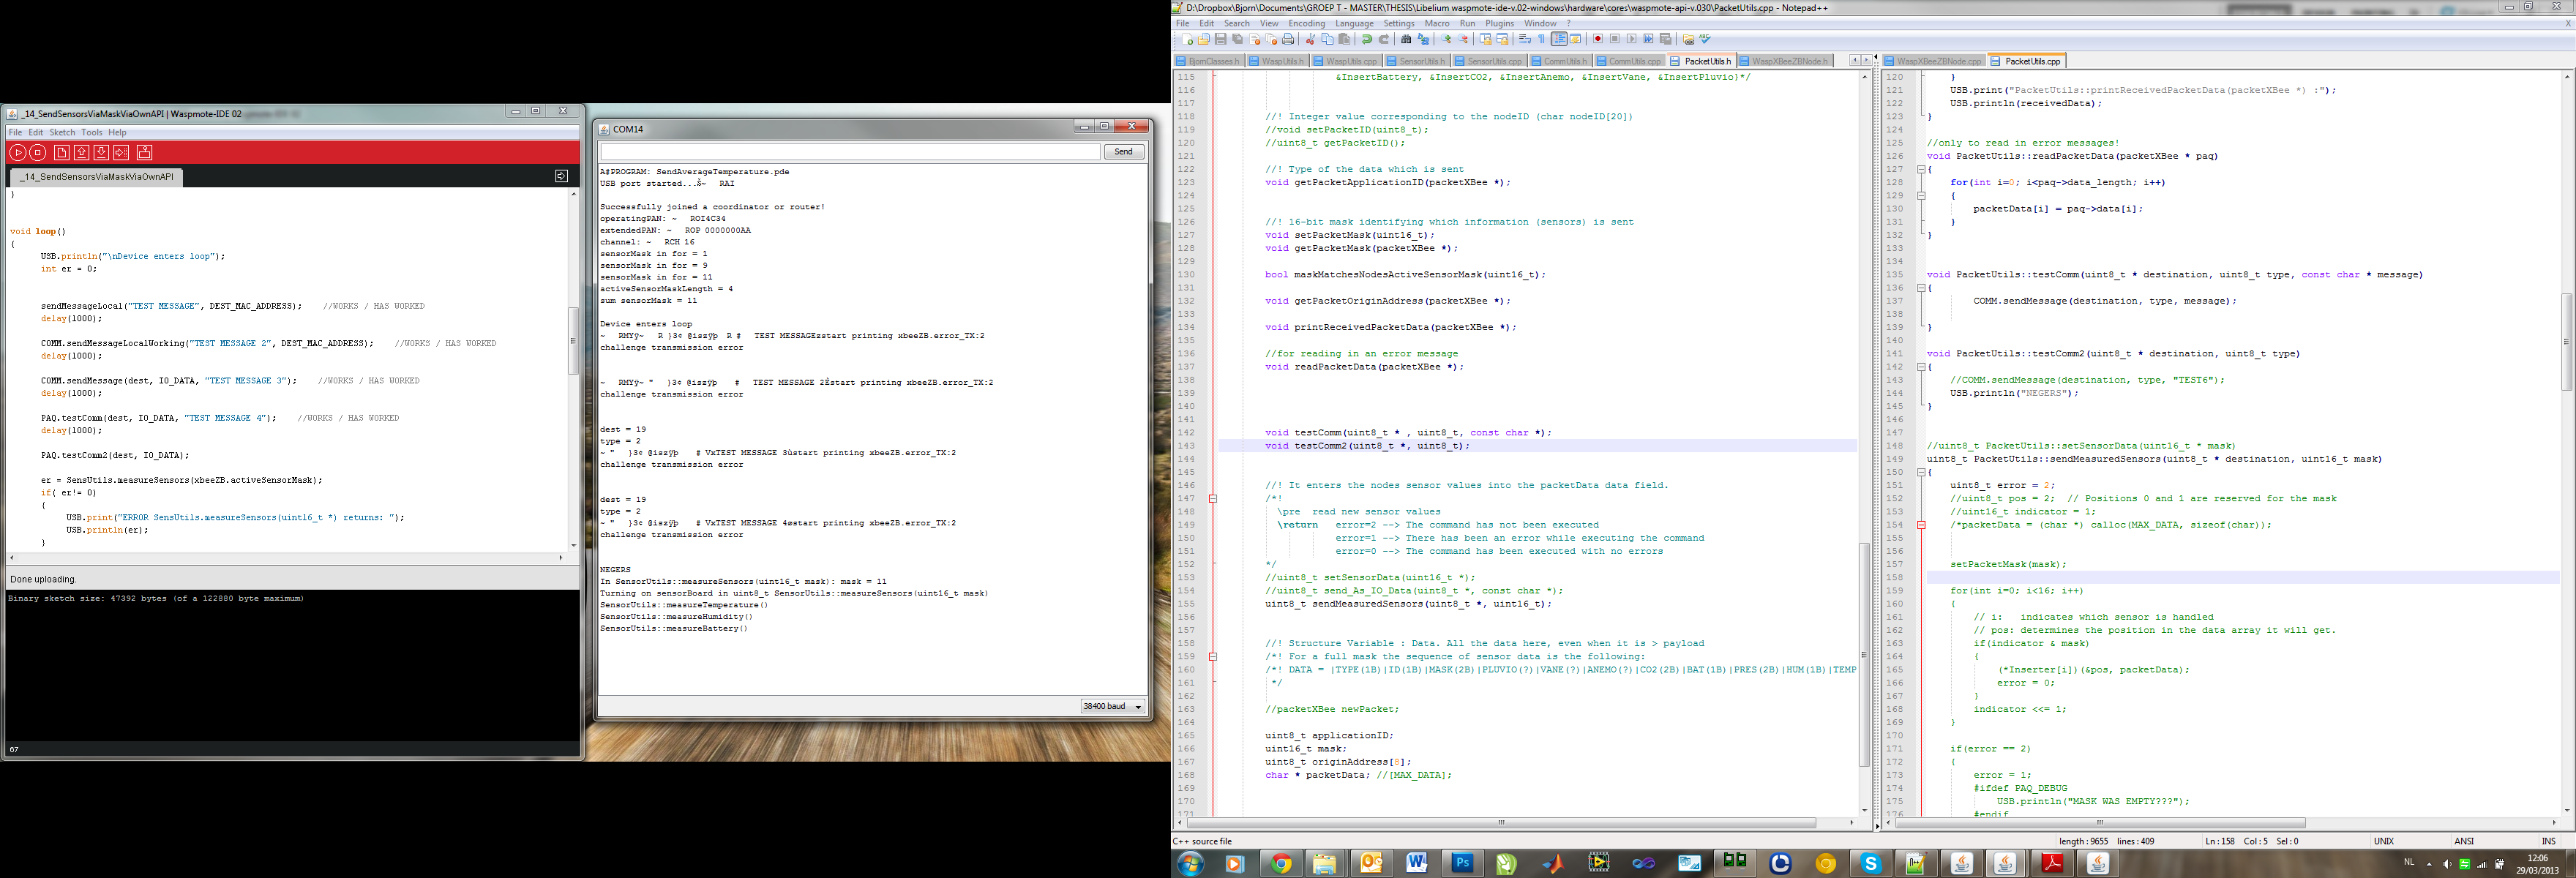 _14_SendSensorsViaMaskViaOwnAPI | Waspmote-IDE 02
File Edit Sketch Tools Help
_14_SendSensorsViaMaskViaOwnAPI
}
void loop()
{
USB.println("\nDevice enters loop");
int er = 0;
sendMessageLocal("TEST MESSAGE", DEST_MAC_ADDRESS); //WORKS / HAS WORKED
delay(1000);
COMM.sendMessageLocalWorking("TEST MESSAGE 2", DEST_MAC_ADDRESS); //WORKS / HAS WORKED
delay(1000);
COMM.sendMessage(dest, IO_DATA, "TEST MESSAGE 3"); //WORKS / HAS WORKED
delay(1000);
PAQ.testComm(dest, IO_DATA, "TEST MESSAGE 4"); //WORKS / HAS WORKED
delay(1000);
PAQ.testComm2(dest, IO_DATA);
er = SensUtils.measureSensors(xbeeZB.activeSensorMask);
if( er!= 0)
{
USB.print("ERROR SensUtils.measureSensors(uint16_t *) returns: ");
USB.println(er);
}
Done uploading.
Binary sketch size: 47392 bytes (of a 122880 byte maximum)
67
COM14
Send
A#PROGRAM: SendAverageTemperature.pde
USB port started...Š~ RAI
Successfully joined a coordinator or router!
operatingPAN: ~ ROI4C34
extendedPAN: ~ ROP 0000000AA
channel: ~ RCH 16
sensorMask in for = 1
sensorMask in for = 9
sensorMask in for = 11
activeSensorMaskLength = 4
sum sensorMask = 11
Device enters loop
~ RMYÿ~ R }3¢ @iszÿþ R # TEST MESSAGEzstart printing xbeeZB.error_TX:2
challenge transmission error
~ RMYÿ~ " }3¢ @iszÿþ # TEST MESSAGE 2Èstart printing xbeeZB.error_TX:2
challenge transmission error
dest = 19
type = 2
~ " }3¢ @iszÿþ # VxTEST MESSAGE 3ùstart printing xbeeZB.error_TX:2
challenge transmission error
dest = 19
type = 2
~ " }3¢ @iszÿþ # VxTEST MESSAGE 4østart printing xbeeZB.error_TX:2
challenge transmission error
NEGERS
In SensorUtils::measureSensors(uint16_t mask): mask = 11
Turning on sensorBoard in uint8_t SensorUtils::measureSensors(uint16_t mask)
SensorUtils::measureTemperature()
SensorUtils::measureHumidity()
SensorUtils::measureBattery()
38400 baud
D:\Dropbox\Bjorn\Documents\GROEP T - MASTER\THESIS\Libelium waspmote-ide-v.02-windows\hardware\cores\waspmote-api-v.030\PacketUtils.cpp - Notepad++
File Edit Search View Encoding Language Settings Macro Run Plugins Window ?
BjornClasses.h WaspUtils.h WaspUtils.cpp SensorUtils.h SensorUtils.cpp CommUtils.h CommUtils.cpp PacketUtils.h WaspXBeeZBNode.h
115 &InsertBattery, &InsertCO2, &InsertAnemo, &InsertVane, &InsertPluvio}*/
116
117
118 //! Integer value corresponding to the nodeID (char nodeID[20])
119 //void setPacketID(uint8_t);
120 //uint8_t getPacketID();
121
122 //! Type of the data which is sent
123 void getPacketApplicationID(packetXBee *);
124
125
126 //! 16-bit mask identifying which information (sensors) is sent
127 void setPacketMask(uint16_t);
128 void getPacketMask(packetXBee *);
129
130 bool maskMatchesNodesActiveSensorMask(uint16_t);
131
132 void getPacketOriginAddress(packetXBee *);
133
134 void printReceivedPacketData(packetXBee *);
135
136 //for reading in an error message
137 void readPacketData(packetXBee *);
138
139
140
141
142 void testComm(uint8_t * , uint8_t, const char *);
143 void testComm2(uint8_t *, uint8_t);
144
145
146 //! It enters the nodes sensor values into the packetData data field.
147 /*!
148 \pre read new sensor values
149 \return error=2 --> The command has not been executed
150 error=1 --> There has been an error while executing the command
151 error=0 --> The command has been executed with no errors
152 */
153 //uint8_t setSensorData(uint16_t *);
154 //uint8_t send_As_IO_Data(uint8_t *, const char *);
155 uint8_t sendMeasuredSensors(uint8_t *, uint16_t);
156
157
158 //! Structure Variable : Data. All the data here, even when it is > payload
159 /*! For a full mask the sequence of sensor data is the following:
160 /*! DATA = |TYPE(1B)|ID(1B)|MASK(2B)|PLUVIO(?)|VANE(?)|ANEMO(?)|CO2(2B)|BAT(1B)|PRES(2B)|HUM(1B)|TEMP
161 */
162
163 //packetXBee newPacket;
164
165 uint8_t applicationID;
166 uint16_t mask;
167 uint8_t originAddress[8];
168 char * packetData; //[MAX_DATA];
169
170
171
WaspXBeeZBNode.cpp PacketUtils.cpp
120 }
121 USB.print("PacketUtils::printReceivedPacketData(packetXBee *) :");
122 USB.println(receivedData);
123 }
124
125 //only to read in error messages!
126 void PacketUtils::readPacketData(packetXBee * paq)
127 {
128 for(int i=0; i<paq->data_length; i++)
129 {
130 packetData[i] = paq->data[i];
131 }
132 }
133
134
135 void PacketUtils::testComm(uint8_t * destination, uint8_t type, const char * message)
136 {
137 COMM.sendMessage(destination, type, message);
138
139 }
140
141 void PacketUtils::testComm2(uint8_t * destination, uint8_t type)
142 {
143 //COMM.sendMessage(destination, type, "TEST6");
144 USB.println("NEGERS");
145 }
146
147
148 //uint8_t PacketUtils::setSensorData(uint16_t * mask)
149 uint8_t PacketUtils::sendMeasuredSensors(uint8_t * destination, uint16_t mask)
150 {
151 uint8_t error = 2;
152 //uint8_t pos = 2; // Positions 0 and 1 are reserved for the mask
153 //uint16_t indicator = 1;
154 /*packetData = (char *) calloc(MAX_DATA, sizeof(char));
155
156
157 setPacketMask(mask);
158
159 for(int i=0; i<16; i++)
160 {
161 // i: indicates which sensor is handled
162 // pos: determines the position in the data array it will get.
163 if(indicator & mask)
164 {
165 (*Inserter[i])(&pos, packetData);
166 error = 0;
167 }
168 indicator <<= 1;
169 }
170
171 if(error == 2)
172 {
173 error = 1;
174 #ifdef PAQ_DEBUG
175 USB.println("MASK WAS EMPTY???");
176 #endif
C++ source file length : 9655 lines : 409 Ln : 158 Col : 5 Sel : 0 UNIX ANSI INS
NL 12:06
29/03/2013